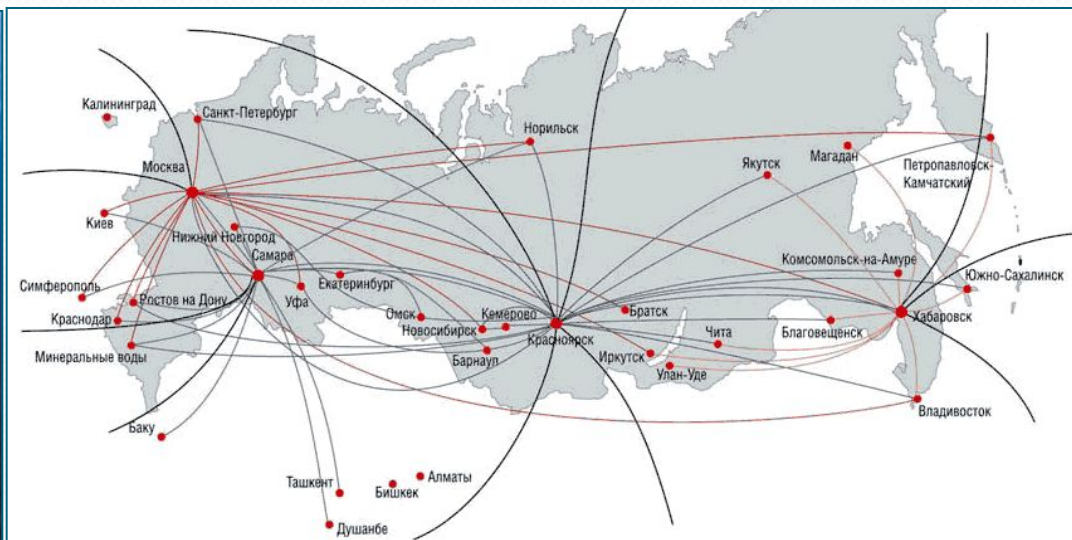 Калининград
Санкт-Петербург
Норильск
Москва
Якутск
Магадан
Петропавловск-
Камчатский
Киев
Нижний Новгород
Самара
Комсомольск-на-Амуре
Южно-Сахалинск
Симферополь
Ростов на Дону
Уфа
Екатеринбург
Омск
Новосибирск
Кемерово
Братск
Хабаровск
Краснодар
Красноярск
Чита
Благовещенск
Минеральные воды
Барнаул
Иркутск
Улан-Уде
Владивосток
Баку
Ташкент
Бишкек
Алматы
Душанбе